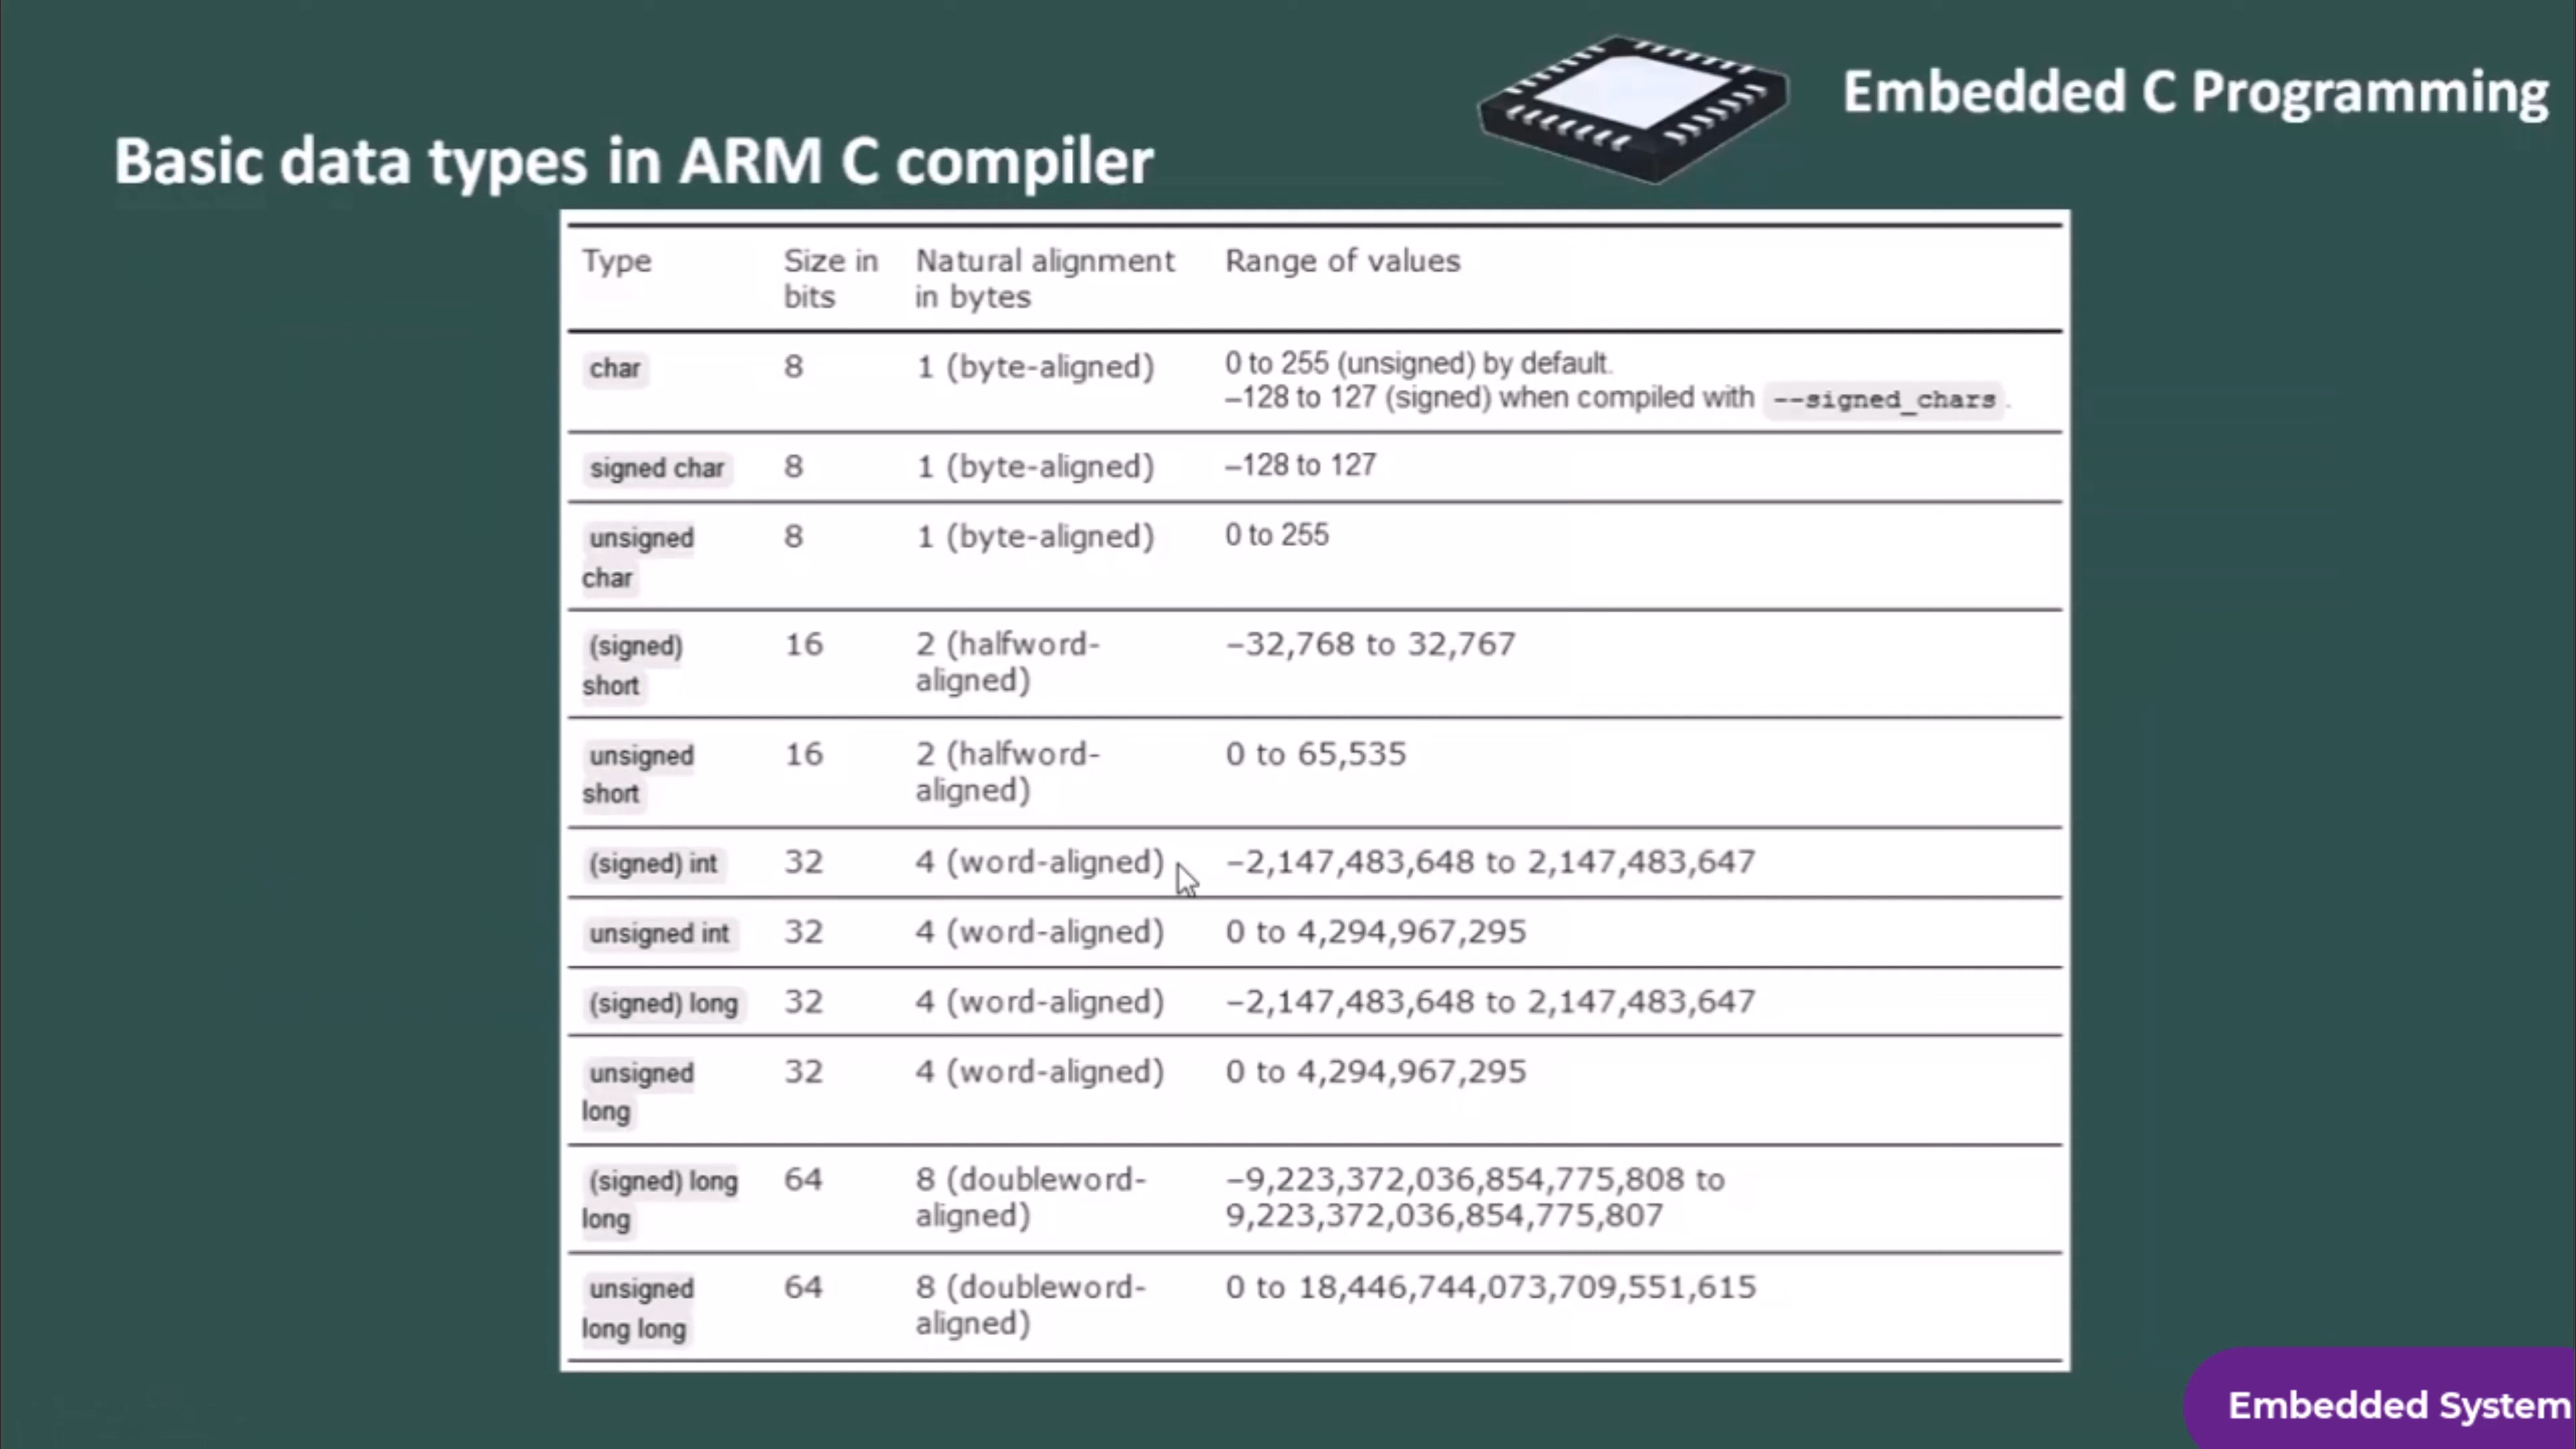 Embedded C Programming
Basic data types in ARM C compiler
Type Size in Natural alignment Range of values
bits in bytes
char 8 1 (byte-aligned) 0 to 255 (unsigned) by default.
–128 to 127 (signed) when compiled with --signed_chars.
signed char 8 1 (byte-aligned) –128 to 127
unsigned 8 1 (byte-aligned) 0 to 255
char
(signed) 16 2 (halfword- –32,768 to 32,767
short aligned)
unsigned 16 2 (halfword- 0 to 65,535
short aligned)
(signed) int 32 4 (word-aligned) –2,147,483,648 to 2,147,483,647
unsigned int 32 4 (word-aligned) 0 to 4,294,967,295
(signed) long 32 4 (word-aligned) –2,147,483,648 to 2,147,483,647
unsigned 32 4 (word-aligned) 0 to 4,294,967,295
long
(signed) long 64 8 (doubleword- –9,223,372,036,854,775,808 to
long aligned) 9,223,372,036,854,775,807
unsigned 64 8 (doubleword- 0 to 18,446,744,073,709,551,615
long long aligned)
Embedded System